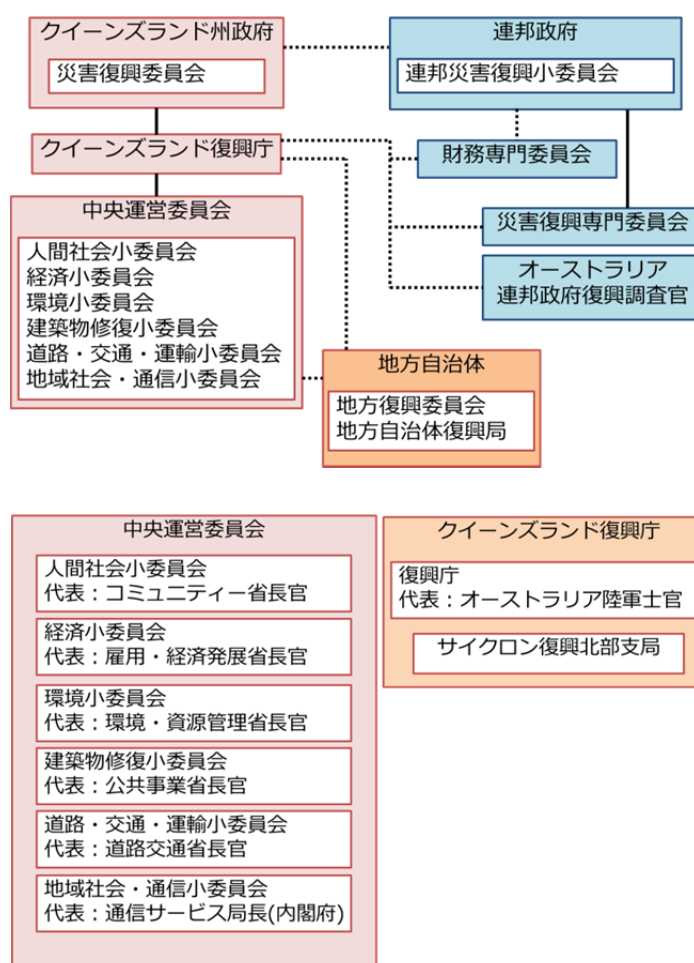 クイーンズランド州政府
災害復興委員会
連邦政府
連邦災害復興小委員会
クイーンズランド復興庁
財務専門委員会
中央運営委員会
人間社会小委員会
経済小委員会
環境小委員会
建築物修復小委員会
道路・交通・運輸小委員会
地域社会・通信小委員会
災害復興専門委員会
オーストラリア
連邦政府復興調査官
地方自治体
地方復興委員会
地方自治体復興局
中央運営委員会
人間社会小委員会
代表：コミュニティー省長官
経済小委員会
代表：雇用・経済発展省長官
環境小委員会
代表：環境・資源管理省長官
建築物修復小委員会
代表：公共事業省長官
道路・交通・運輸小委員会
代表：道路交通省長官
地域社会・通信小委員会
代表：通信サービス局長(内閣府)
クイーンズランド復興庁
復興庁
代表：オーストラリア陸軍士官
サイクロン復興北部支局